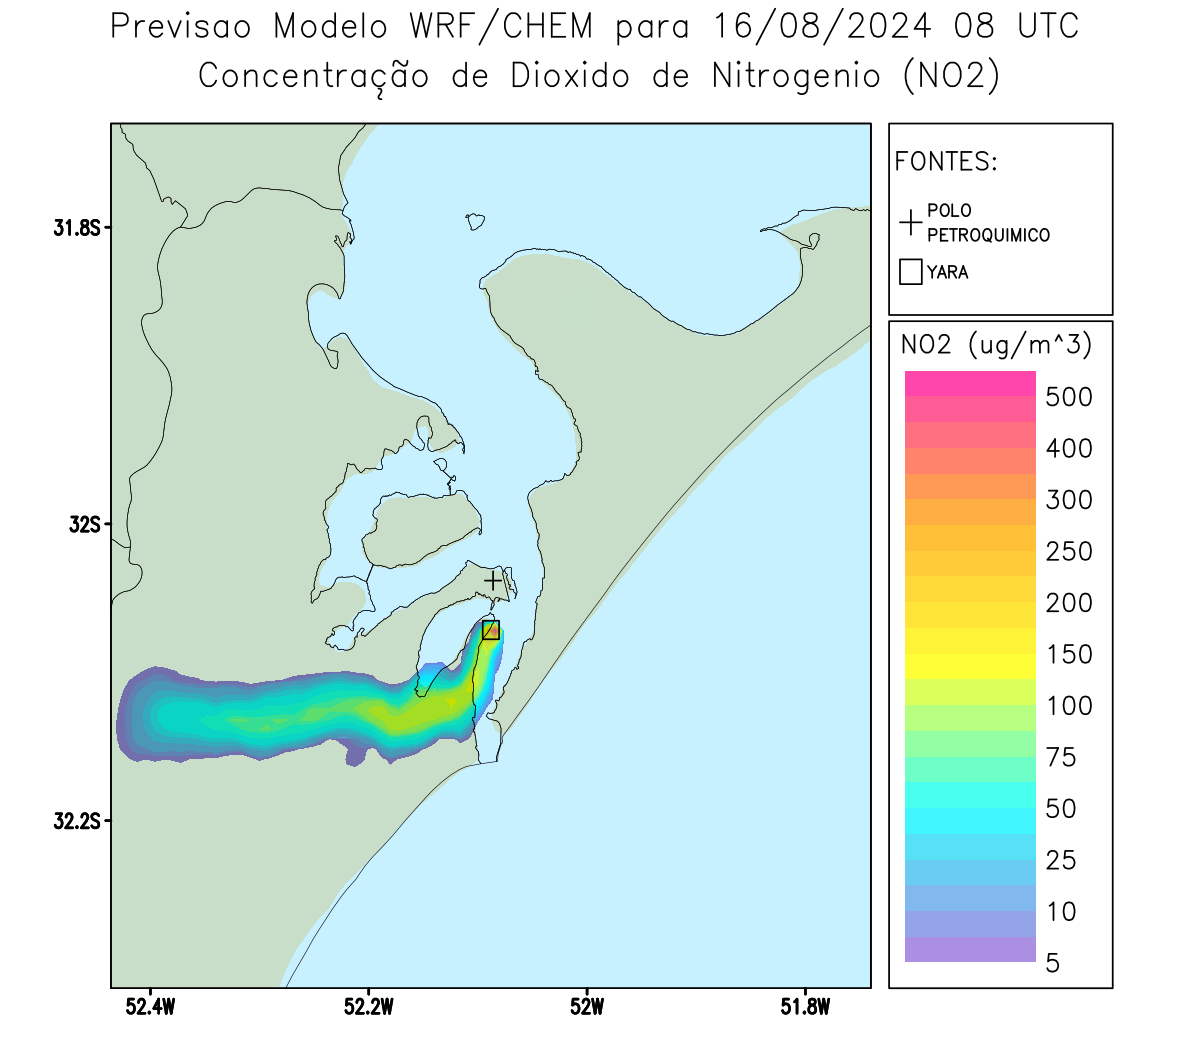 Previsao Modelo WRF/CHEM para 16/08/2024 08 UTC
Concentração de Dioxido de Nitrogenio (NO2)
FONTES:
POLO
PETROQUIMICO
YARA
NO2 (ug/m^3)
500
400
300
250
200
150
100
75
50
25
10
5
31.8S
32S
32.2S
52.4W
52.2W
52W
51.8W